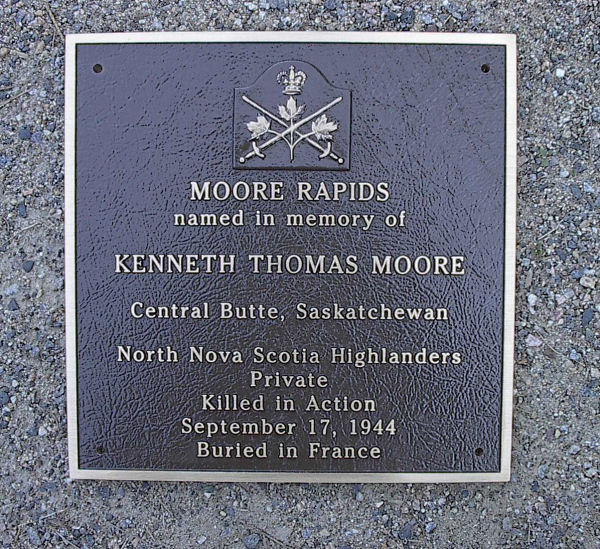 MOORE RAPIDS
named in memory of
KENNETH THOMAS MOORE
Central Butte, Saskatchewan
North Nova Scotia Highlanders
Private
Killed in Action
September 17, 1944
Buried in France